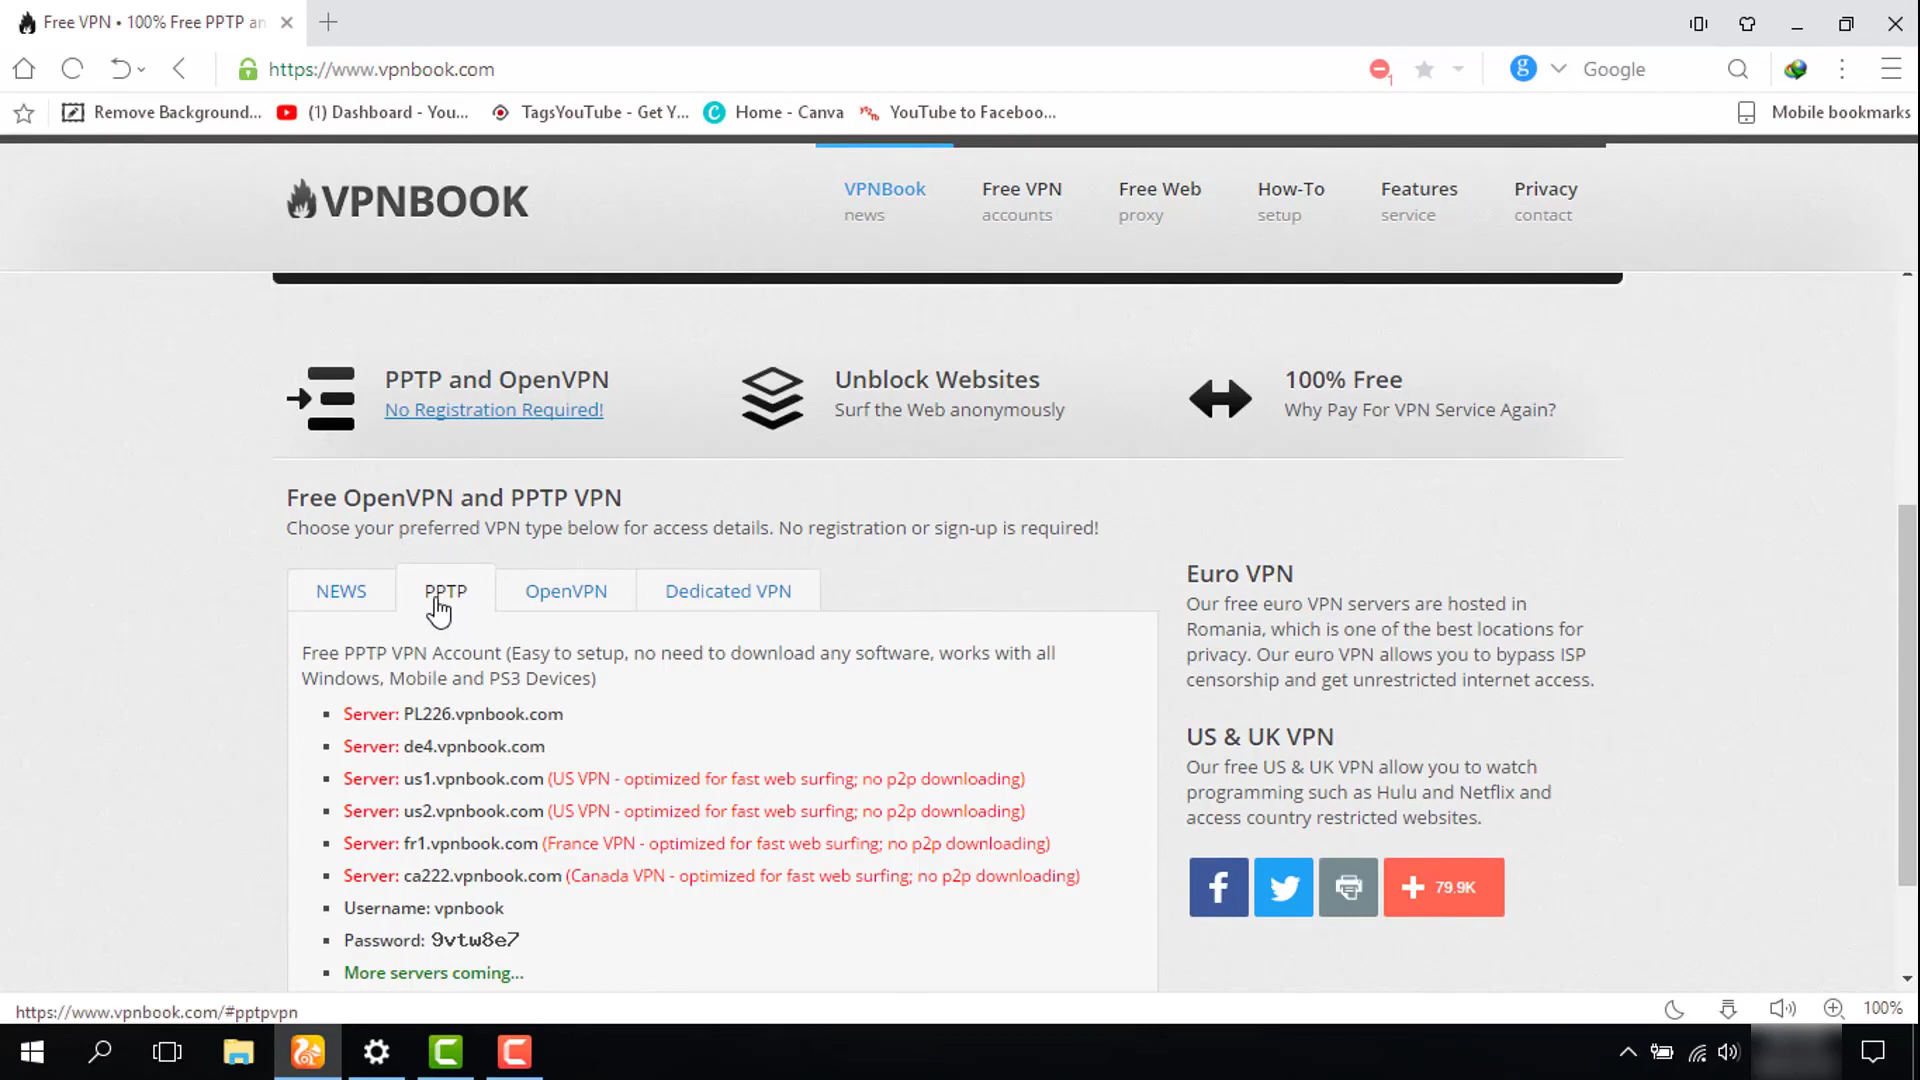 Free VPN • 100% Free PPTP an
https://www.vpnbook.com
1
g
Google
Remove Background...
(1) Dashboard - You...
TagsYouTube - Get Y...
C
Home - Canva
YouTube to Faceboo...
Mobile bookmarks
VPNBOOK
VPNBook
news
Free VPN
accounts
Free Web
proxy
How-To
setup
Features
service
Privacy
contact
PPTP and OpenVPN
No Registration Required!
Unblock Websites
Surf the Web anonymously
100% Free
Why Pay For VPN Service Again?
Free OpenVPN and PPTP VPN
Choose your preferred VPN type below for access details. No registration or sign-up is required!
NEWS
PPTP
OpenVPN
Dedicated VPN
Free PPTP VPN Account (Easy to setup, no need to download any software, works with all
Windows, Mobile and PS3 Devices)
Server: PL226.vpnbook.com
Server: de4.vpnbook.com
Server: us1.vpnbook.com (US VPN - optimized for fast web surfing; no p2p downloading)
Server: us2.vpnbook.com (US VPN - optimized for fast web surfing; no p2p downloading)
Server: fr1.vpnbook.com (France VPN - optimized for fast web surfing; no p2p downloading)
Server: ca222.vpnbook.com (Canada VPN - optimized for fast web surfing; no p2p downloading)
Username: vpnbook
Password: 9vtw8e7
More servers coming...
Euro VPN
Our free euro VPN servers are hosted in
Romania, which is one of the best locations for
privacy. Our euro VPN allows you to bypass ISP
censorship and get unrestricted internet access.
US & UK VPN
Our free US & UK VPN allow you to watch
programming such as Hulu and Netflix and
access country restricted websites.
79.9K
https://www.vpnbook.com/#pptpvpn
100%